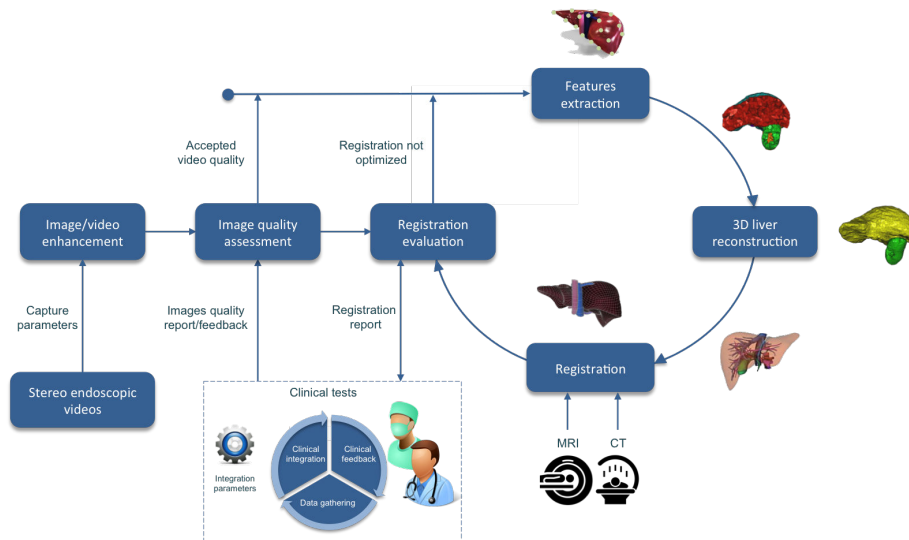 Features
extraction
Accepted
video quality
Registration not
optimized
Image/video
enhancement
Image quality
assessment
Registration
evaluation
3D liver
reconstruction
Capture
parameters
Images quality
report/feedback
Registration
report
Registration
Stereo endoscopic
videos
Clinical tests
MRI
CT
Clinical
integration
Clinical
feedback
Integration
parameters
Data gathering